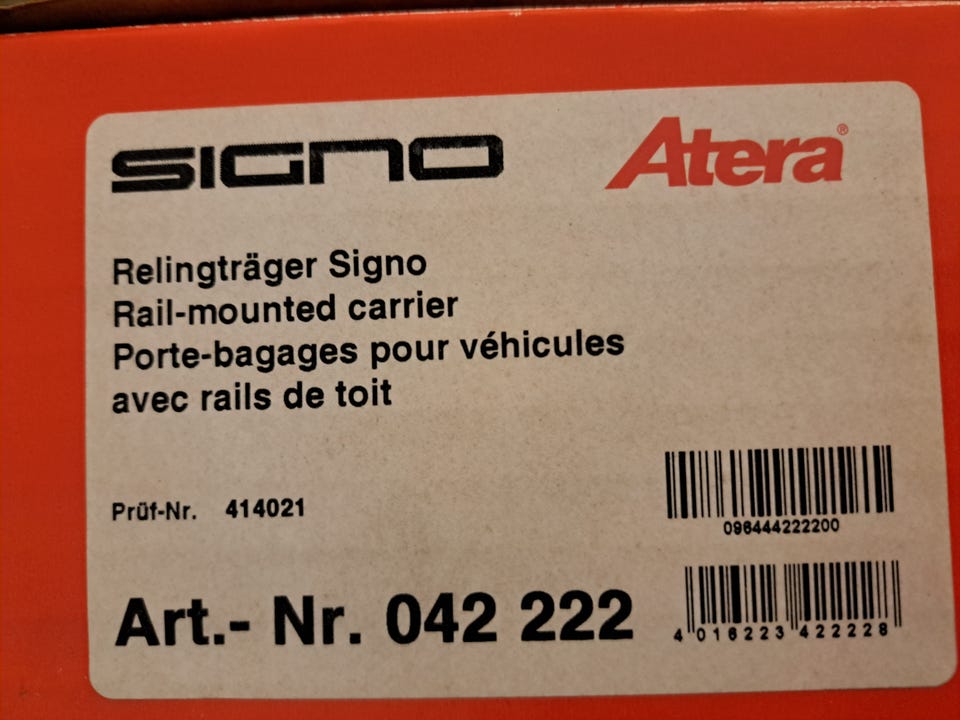 SIGNO
Atera®
Relingträger Signo
Rail-mounted carrier
Porte-bagages pour véhicules
avec rails de toit
Prüf-Nr. 414021
096444222200
Art.- Nr. 042 222
4 016223 422228